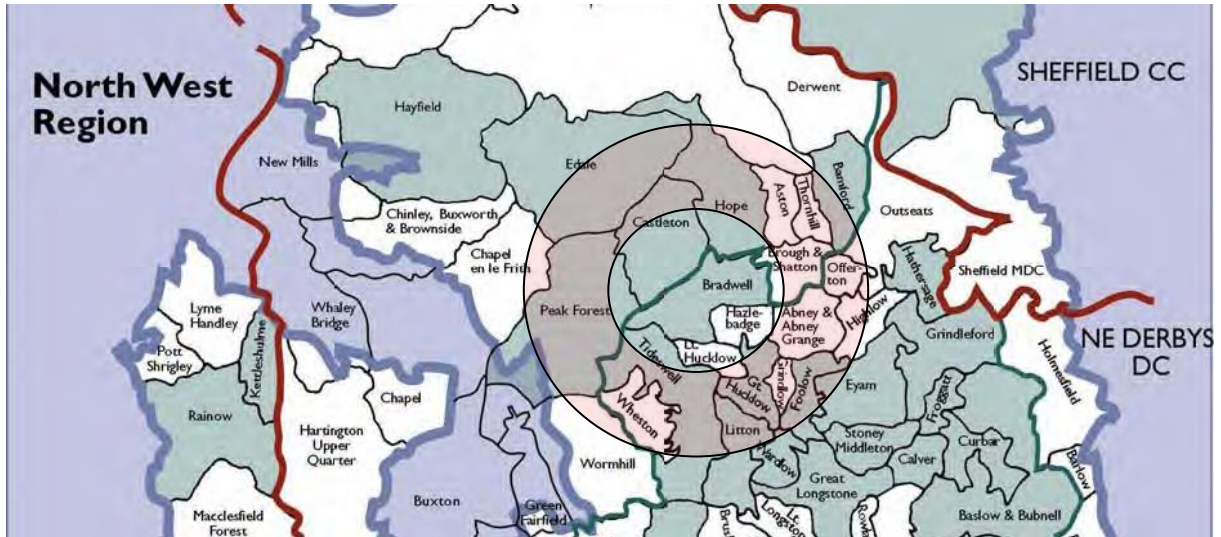 North West
Region
SHEFFIELD CC
Derwent
Hayfield
New Mills
Edale
Bamford
Aston
Thornhill
Hope
Outseats
Chinley, Buxworth
& Brownside
Castleton
Chapel
en le Frith
Brough &
Shatton
Offer-
ton
Hathersage
Sheffield MDC
Bradwell
Lyme
Handley
Whaley
Bridge
Peak Forest
Hazle-
badge
Abney &
Abney
Grange
Highlow
Grindleford
NE DERBYS
DC
Pott
Shrigley
Kettleshulme
Lt.
Hucklow
Tideswell
Holmesfield
Gt.
Hucklow
Grindlow
Foolow
Eyam
Froggatt
Rainow
Chapel
Wheston
Hartington
Upper
Quarter
Litton
Wardlow
Stoney
Middleton
Curbar
Calver
Barlow
Wormhill
Great
Longstone
Buxton
Green
Fairfield
Macclesfield
Forest
Lt.
Longston
Baslow & Bubnell